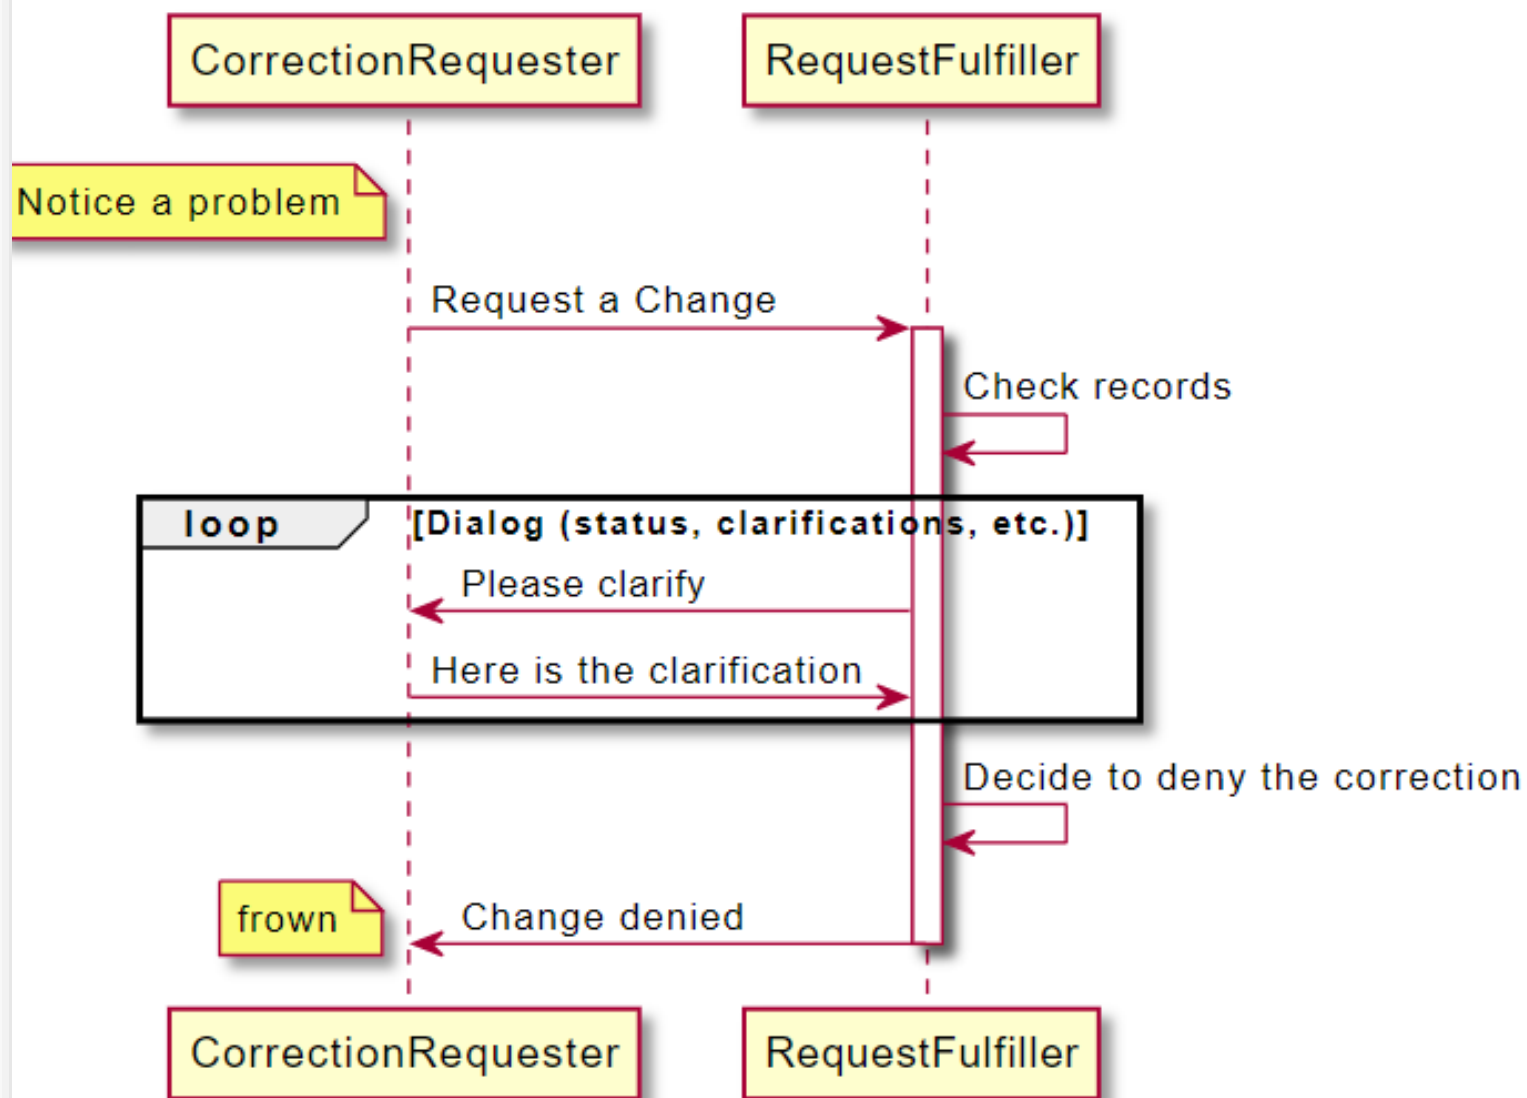 CorrectionRequester
RequestFulfiller
Notice a problem
Request a Change
Check records
loop
[Dialog (status, clarifications, etc.)]
Please clarify
Here is the clarification
Decide to deny the correction
frown
Change denied
CorrectionRequester
RequestFulfiller